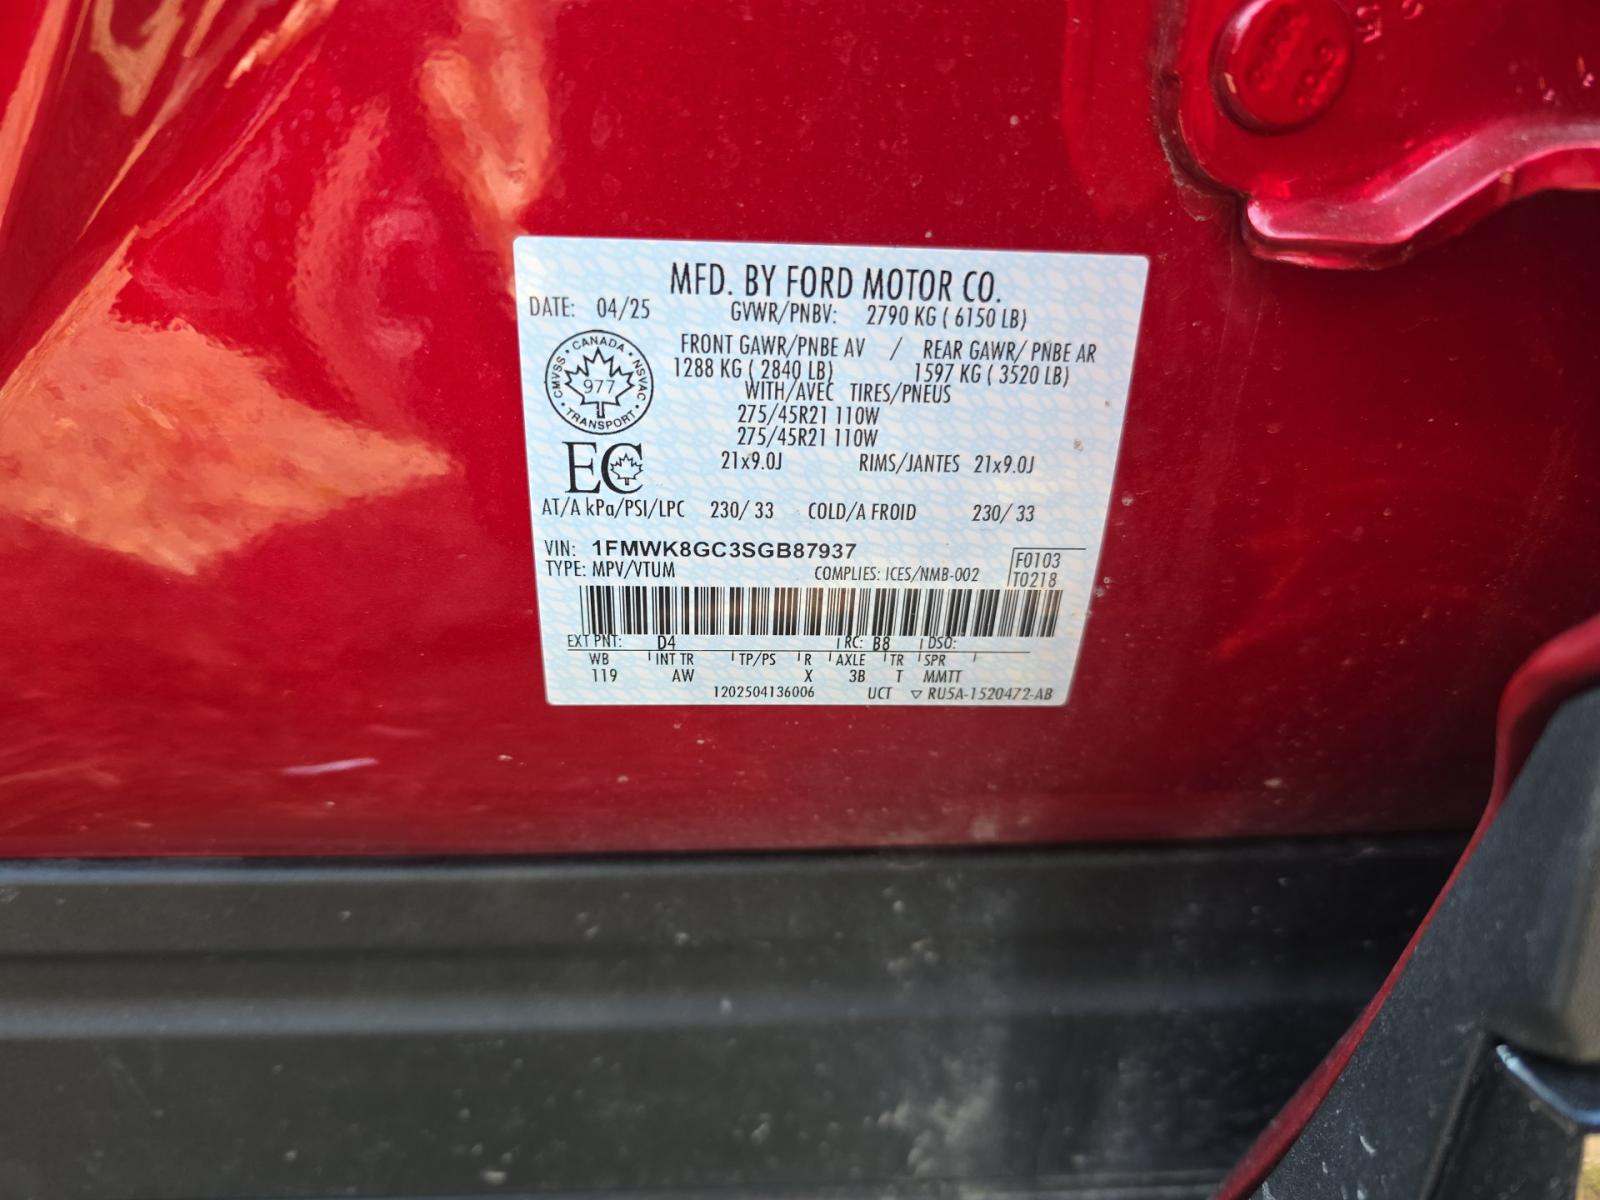 MFD. BY FORD MOTOR CO.
DATE: 04/25 GVWR/PNBV: 2790 KG ( 6150 LB)
FRONT GAWR/PNBE AV / REAR GAWR/ PNBE AR
1288 KG ( 2840 LB) 1597 KG ( 3520 LB)
WITH/AVEC TIRES/PNEUS
275/45R21 110W
275/45R21 110W
21x9.0J RIMS/JANTES 21x9.0J
CANADA
CMVSS 977 NSVAC
TRANSPORT
EC
AT/A kPa/PSI/LPC 230/ 33 COLD/A FROID 230/ 33
VIN: 1FMWK8GC3SGB87937
TYPE: MPV/VTUM COMPLIES: ICES/NMB-002
F0103
T0218
EXT PNT: D4 RC: B8 DSO:
WB INT TR TP/PS R AXLE TR SPR
119 AW X 3B T MMTT
1202504136006 UCT ▽ RU5A-1520472-AB